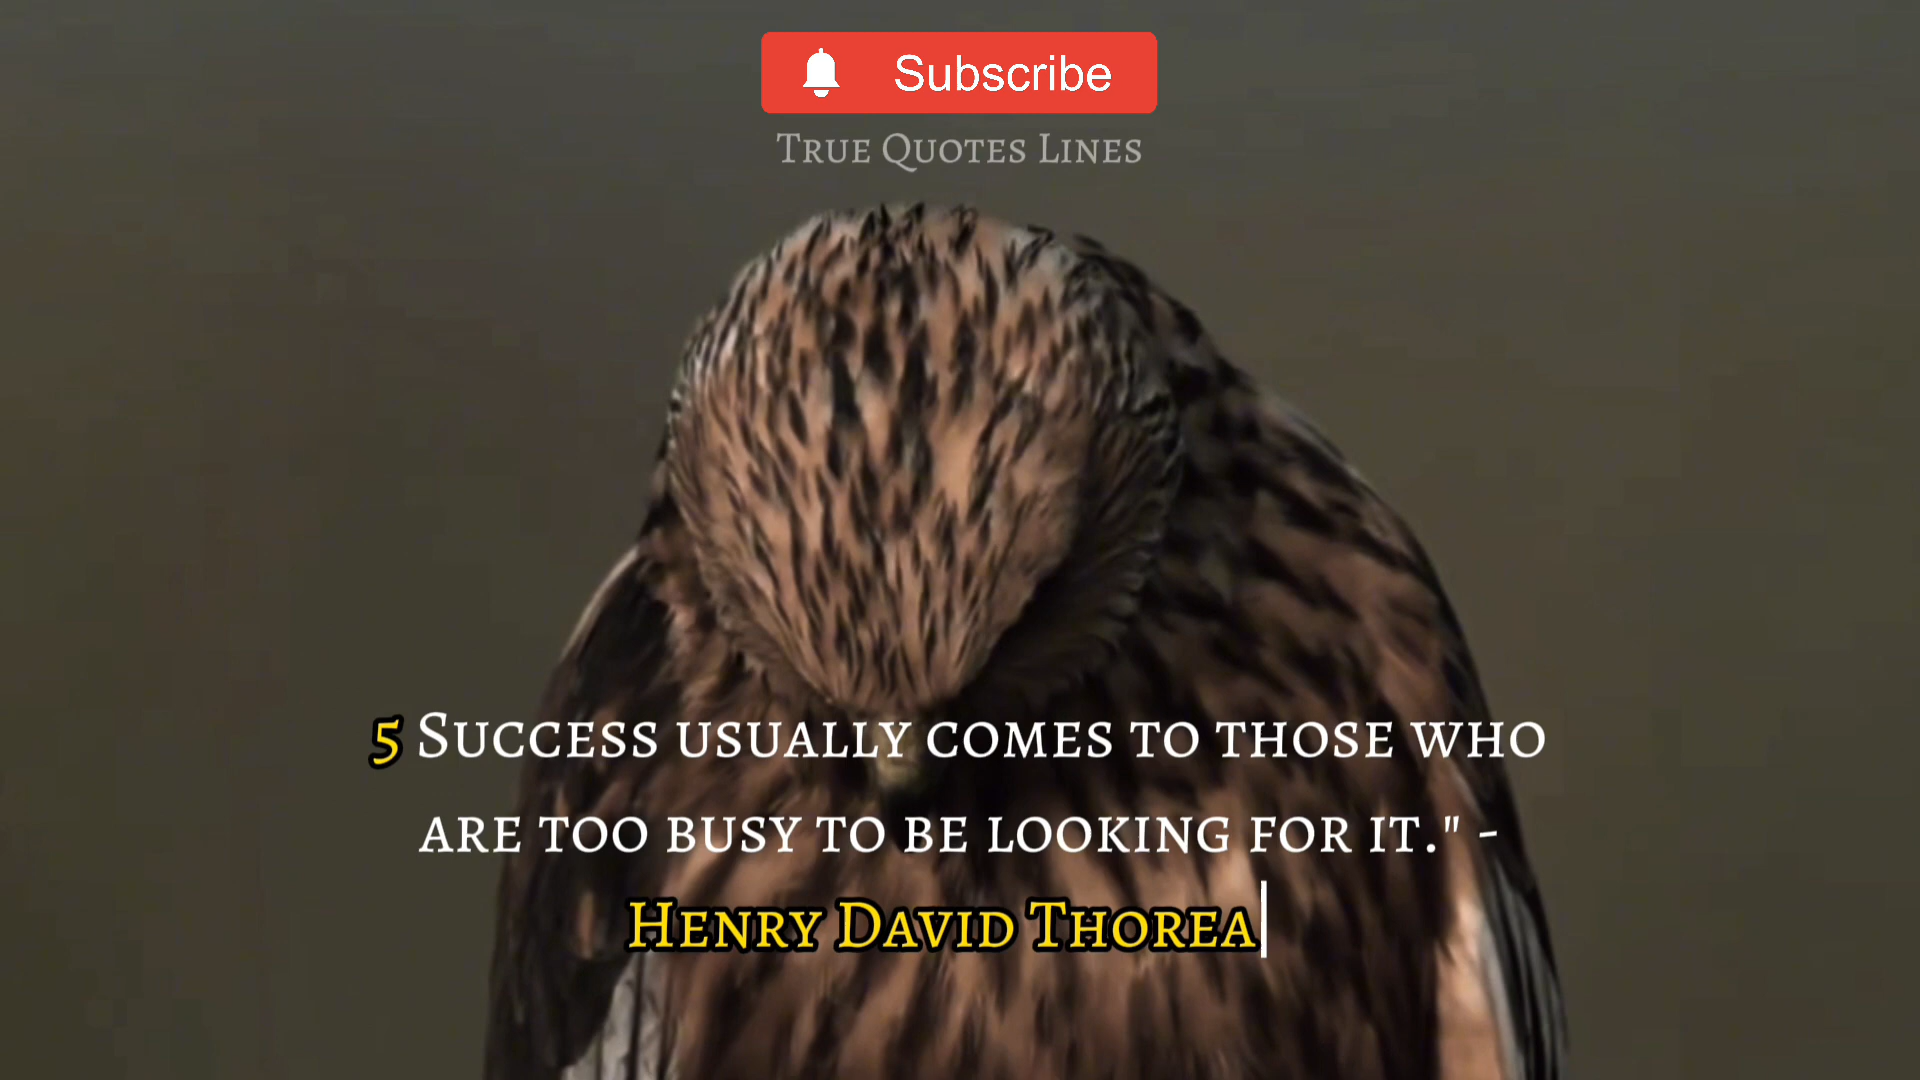 Subscribe
True Quotes Lines
5 Success usually comes to those who
are too busy to be looking for it." -
Henry David Thorea